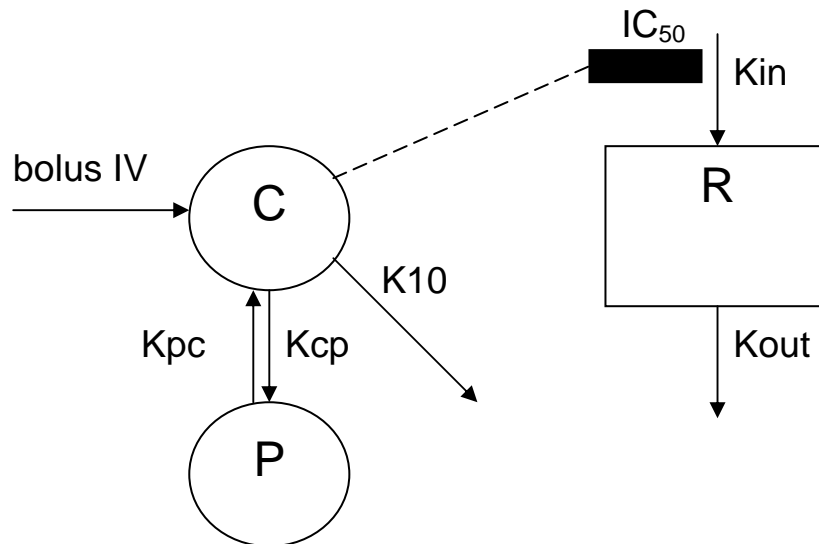 IC₅₀
Kin
bolus IV
C
R
K10
Kpc
Kcp
Kout
P